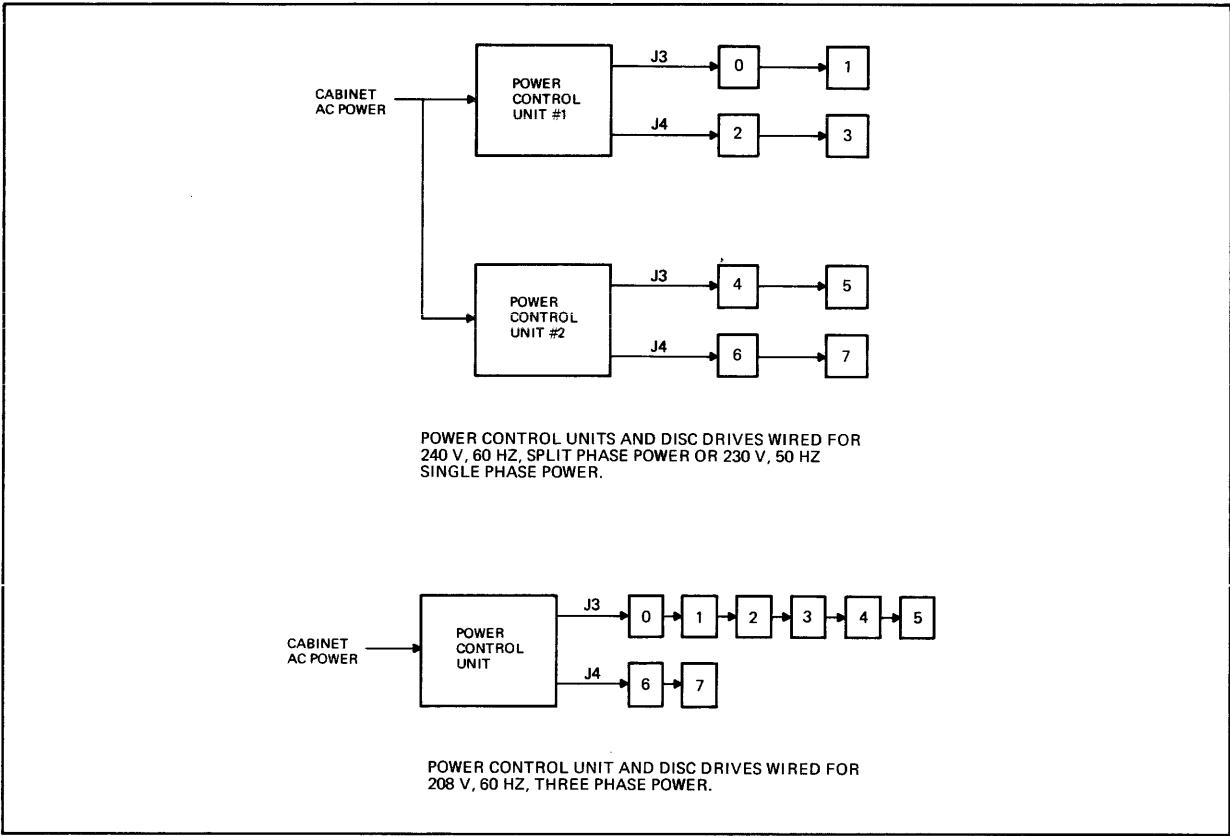 CABINET
AC POWER
POWER
CONTROL
UNIT #1
J3
0
1
J4
2
3
POWER
CONTROL
UNIT #2
J3
4
5
J4
6
7
POWER CONTROL UNITS AND DISC DRIVES WIRED FOR
240 V, 60 HZ, SPLIT PHASE POWER OR 230 V, 50 HZ
SINGLE PHASE POWER.
CABINET
AC POWER
POWER
CONTROL
UNIT
J3
0
1
2
3
4
5
J4
6
7
POWER CONTROL UNIT AND DISC DRIVES WIRED FOR
208 V, 60 HZ, THREE PHASE POWER.